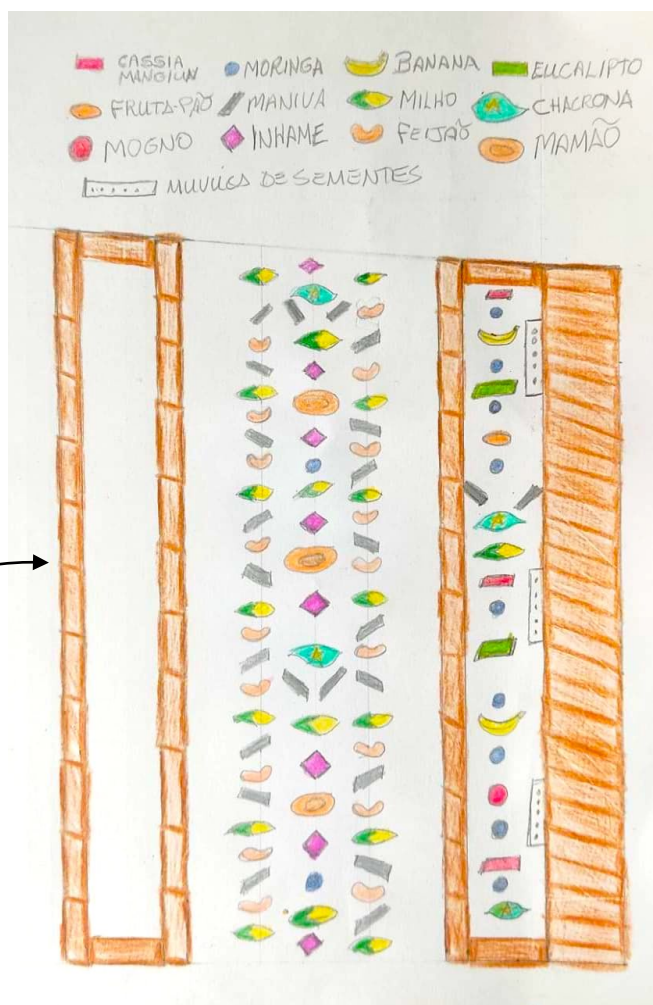 CASSIA
MANGIUN
MORINGA
BANANA
EUCALIPTO
FRUTA-PÃO
MANIVA
MILHO
CHACRONA
MOGNO
INHAME
FEIJÃO
MAMÃO
MUVUCA DE SEMENTES